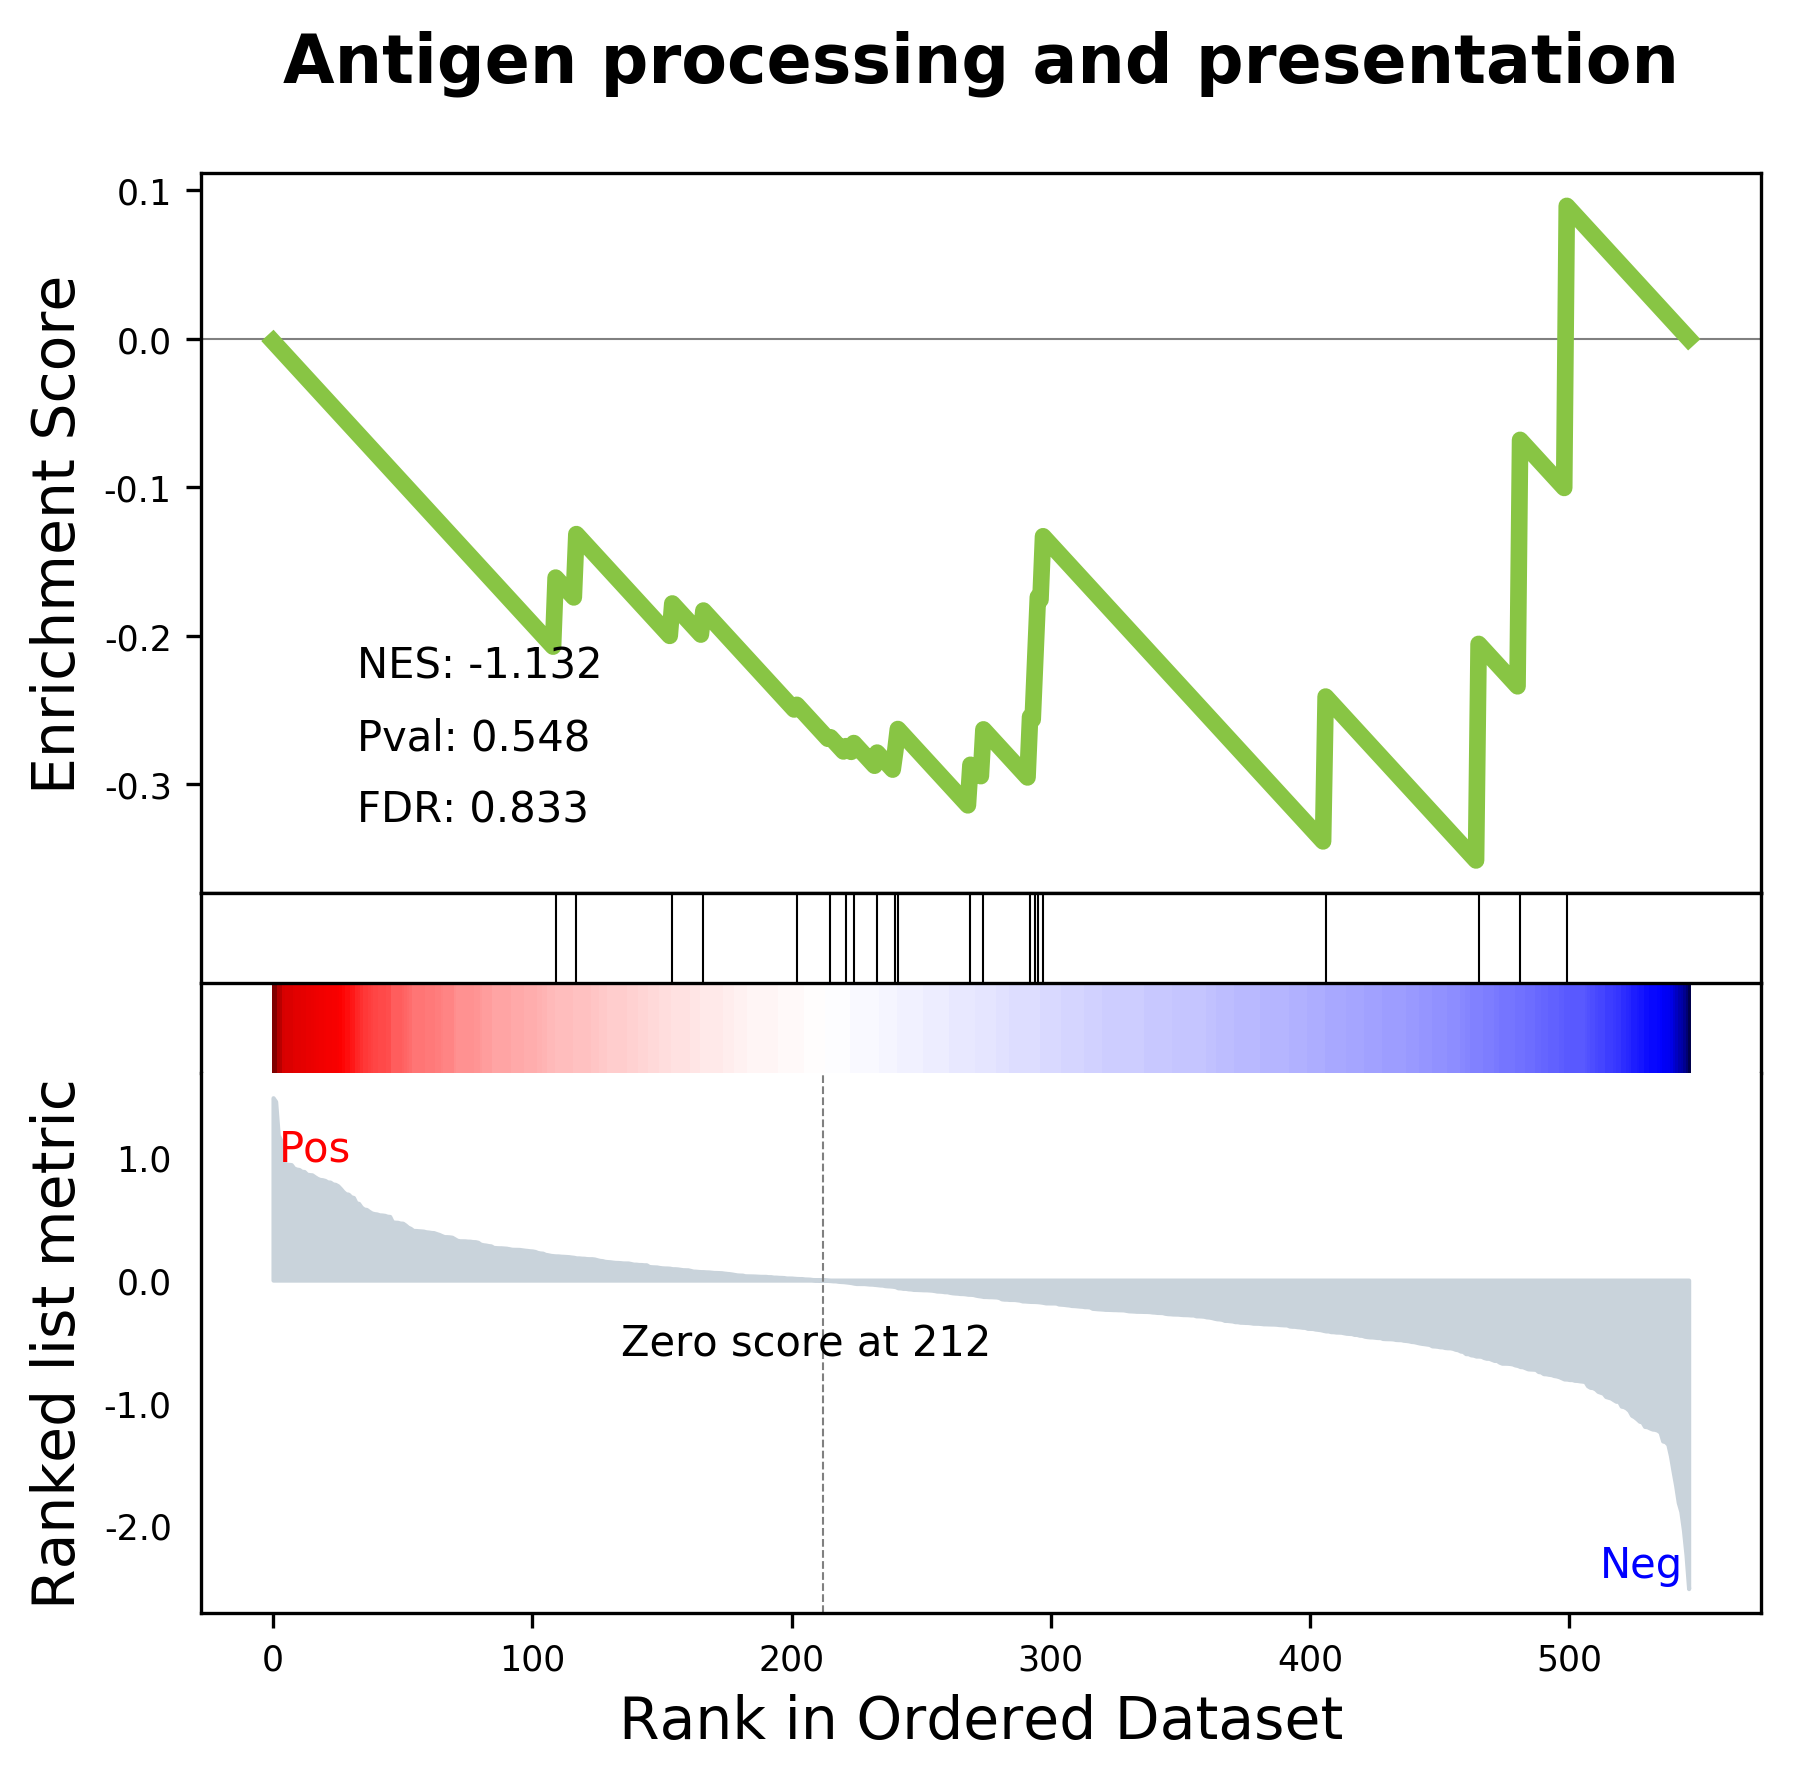 Antigen processing and presentation
Enrichment Score
0.1
0.0
-0.1
-0.2
-0.3
NES: -1.132
Pval: 0.548
FDR: 0.833
Ranked list metric
1.0
0.0
-1.0
-2.0
Pos
Zero score at 212
Neg
0 100 200 300 400 500
Rank in Ordered Dataset